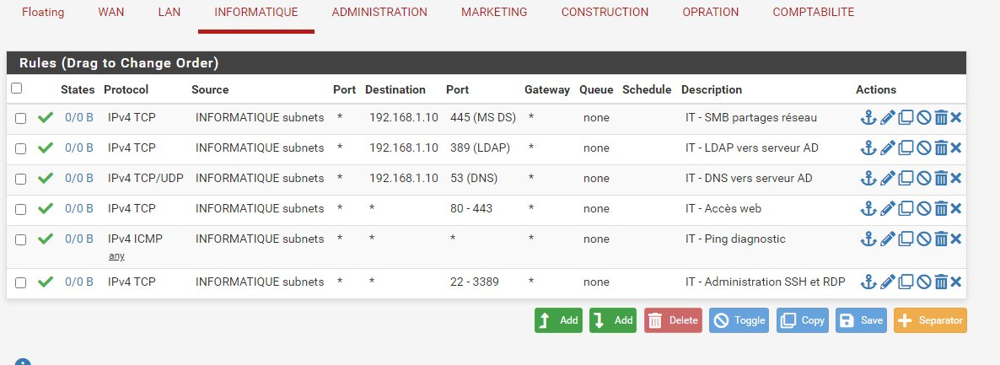 Floating WAN LAN INFORMATIQUE ADMINISTRATION MARKETING CONSTRUCTION OPRATION COMPTABILITE
Rules (Drag to Change Order)
States Protocol Source Port Destination Port Gateway Queue Schedule Description Actions
0/0 B IPv4 TCP INFORMATIQUE subnets * 192.168.1.10 445 (MS DS) * none IT - SMB partages réseau
0/0 B IPv4 TCP INFORMATIQUE subnets * 192.168.1.10 389 (LDAP) * none IT - LDAP vers serveur AD
0/0 B IPv4 TCP/UDP INFORMATIQUE subnets * 192.168.1.10 53 (DNS) * none IT - DNS vers serveur AD
0/0 B IPv4 TCP INFORMATIQUE subnets * * 80 - 443 * none IT - Accès web
0/0 B IPv4 ICMP INFORMATIQUE subnets * * * * none IT - Ping diagnostic
any
0/0 B IPv4 TCP INFORMATIQUE subnets * * 22 - 3389 * none IT - Administration SSH et RDP
Add Add Delete Toggle Copy Save Separator